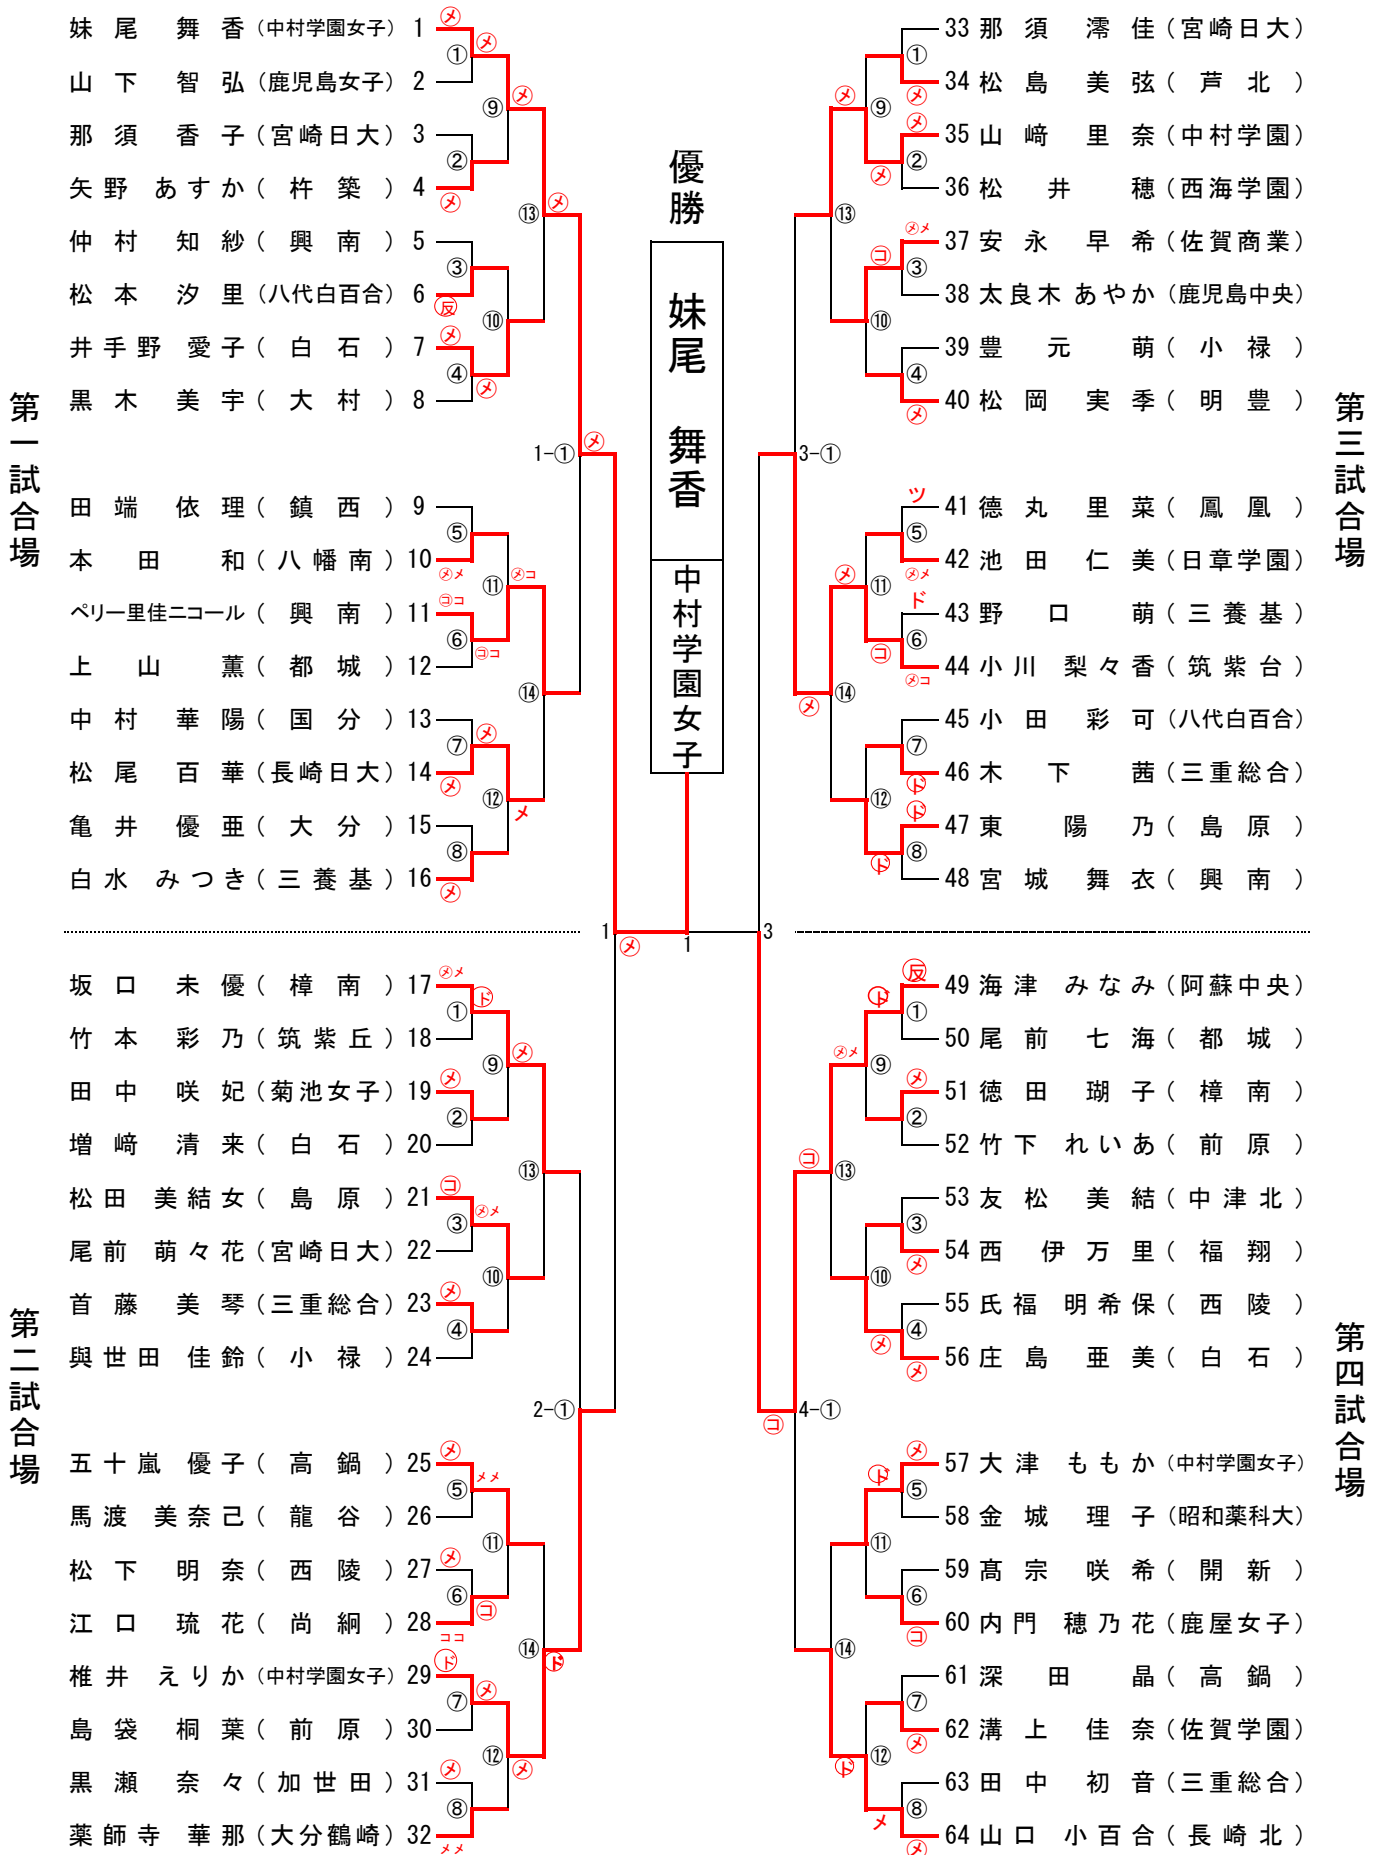 優勝
妹尾 舞香
中村学園女子
第一試合場
妹尾 舞香 (中村学園女子) 1
山下 智弘 (鹿児島女子) 2
那須 香子 (宮崎日大) 3
矢野 あすか (杵築) 4
仲村 知紗 (興南) 5
松本 汐里 (八代白百合) 6
井手野 愛子 (白石) 7
黒木 美宇 (大村) 8
田端 依理 (鎮西) 9
本田 和 (八幡南) 10
ペリー里佳ニコール (興南) 11
上山 薫 (都城) 12
中村 華陽 (国分) 13
松尾 百華 (長崎日大) 14
亀井 優亜 (大分) 15
白水 みつき (三養基) 16
第二試合場
坂口 未優 (樟南) 17
竹本 彩乃 (筑紫丘) 18
田中 咲妃 (菊池女子) 19
増﨑 清来 (白石) 20
松田 美結女 (島原) 21
尾前 萌々花 (宮崎日大) 22
首藤 美琴 (三重総合) 23
與世田 佳鈴 (小禄) 24
五十嵐 優子 (高鍋) 25
馬渡 美奈己 (龍谷) 26
松下 明奈 (西陵) 27
江口 琉花 (尚絅) 28
椎井 えりか (中村学園女子) 29
島袋 桐葉 (前原) 30
黒瀬 奈々 (加世田) 31
薬師寺 華那 (大分鶴崎) 32
第三試合場
33 那須 澪佳 (宮崎日大)
34 松島 美弦 (芦北)
35 山﨑 里奈 (中村学園)
36 松井 穂 (西海学園)
37 安永 早希 (佐賀商業)
38 太良木 あやか (鹿児島中央)
39 豊元 萌 (小禄)
40 松岡 実季 (明豊)
41 德丸 里菜 (鳳凰)
42 池田 仁美 (日章学園)
43 野口 萌 (三養基)
44 小川 梨々香 (筑紫台)
45 小田 彩可 (八代白百合)
46 木下 茜 (三重総合)
47 東 陽乃 (島原)
48 宮城 舞衣 (興南)
第四試合場
49 海津 みなみ (阿蘇中央)
50 尾前 七海 (都城)
51 徳田 瑚子 (樟南)
52 竹下 れいあ (前原)
53 友松 美結 (中津北)
54 西 伊万里 (福翔)
55 氏福 明希保 (西陵)
56 庄島 亜美 (白石)
57 大津 ももか (中村学園女子)
58 金城 理子 (昭和薬科大)
59 髙宗 咲希 (開新)
60 内門 穂乃花 (鹿屋女子)
61 深田 晶 (高鍋)
62 溝上 佳奈 (佐賀学園)
63 田中 初音 (三重総合)
64 山口 小百合 (長崎北)
1-①
2-①
3-①
4-①
1
1
3